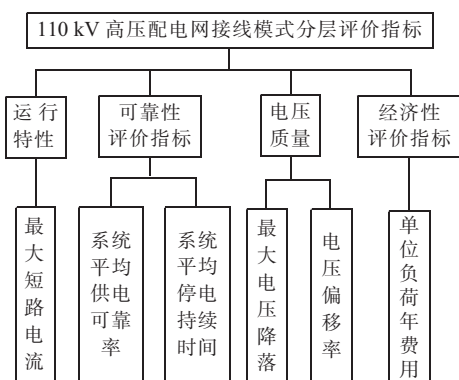 110 kV 高压配电网接线模式分层评价指标
运行
特性
可靠性
评价指标
电压
质量
经济性
评价指标
最大短路电流
系统
平均
供电
可靠
率
系统
平均
停电
持续
时间
最大电压降落
电压偏移率
单位负荷年费用